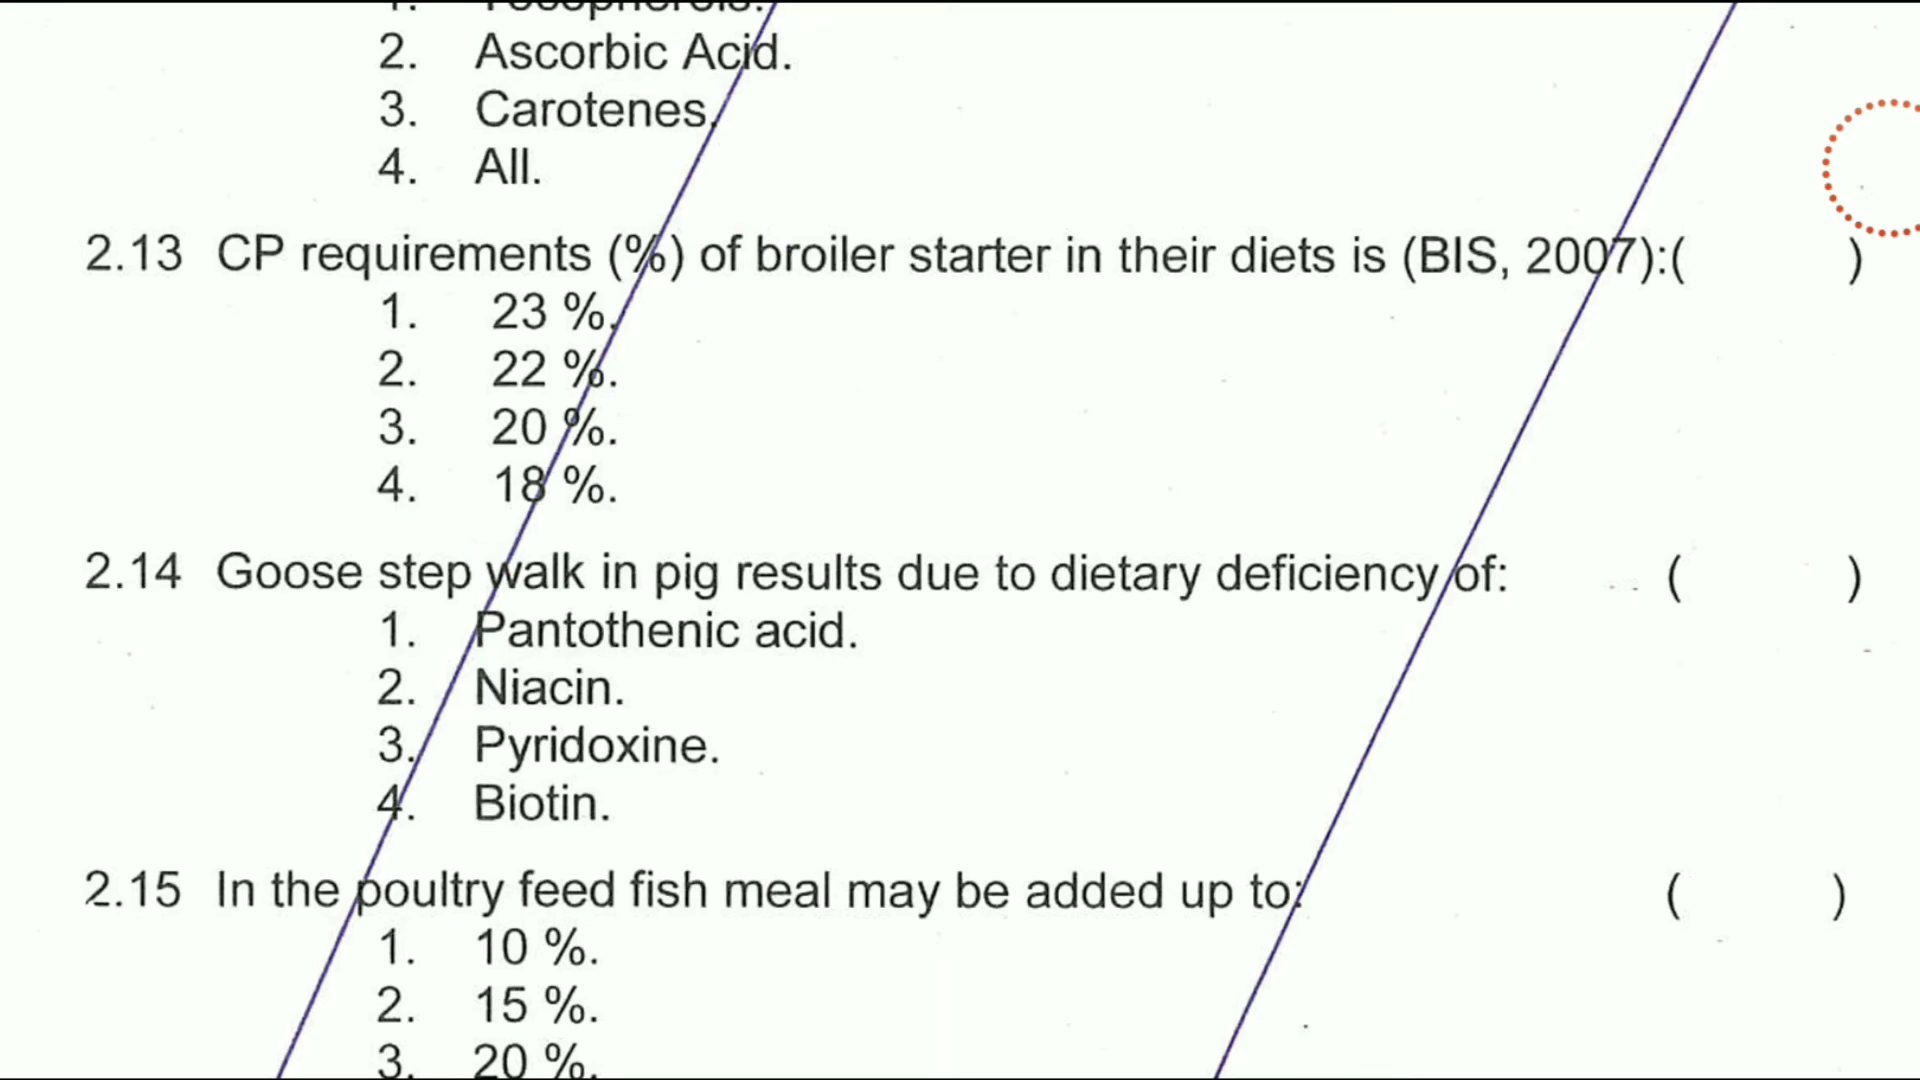 2. Ascorbic Acid.
3. Carotenes.
4. All.
2.13 CP requirements (%) of broiler starter in their diets is (BIS, 2007):( )
1. 23 %.
2. 22 %.
3. 20 %.
4. 18 %.
2.14 Goose step walk in pig results due to dietary deficiency of: ( )
1. Pantothenic acid.
2. Niacin.
3. Pyridoxine.
4. Biotin.
2.15 In the poultry feed fish meal may be added up to: ( )
1. 10 %.
2. 15 %.
3. 20 %.